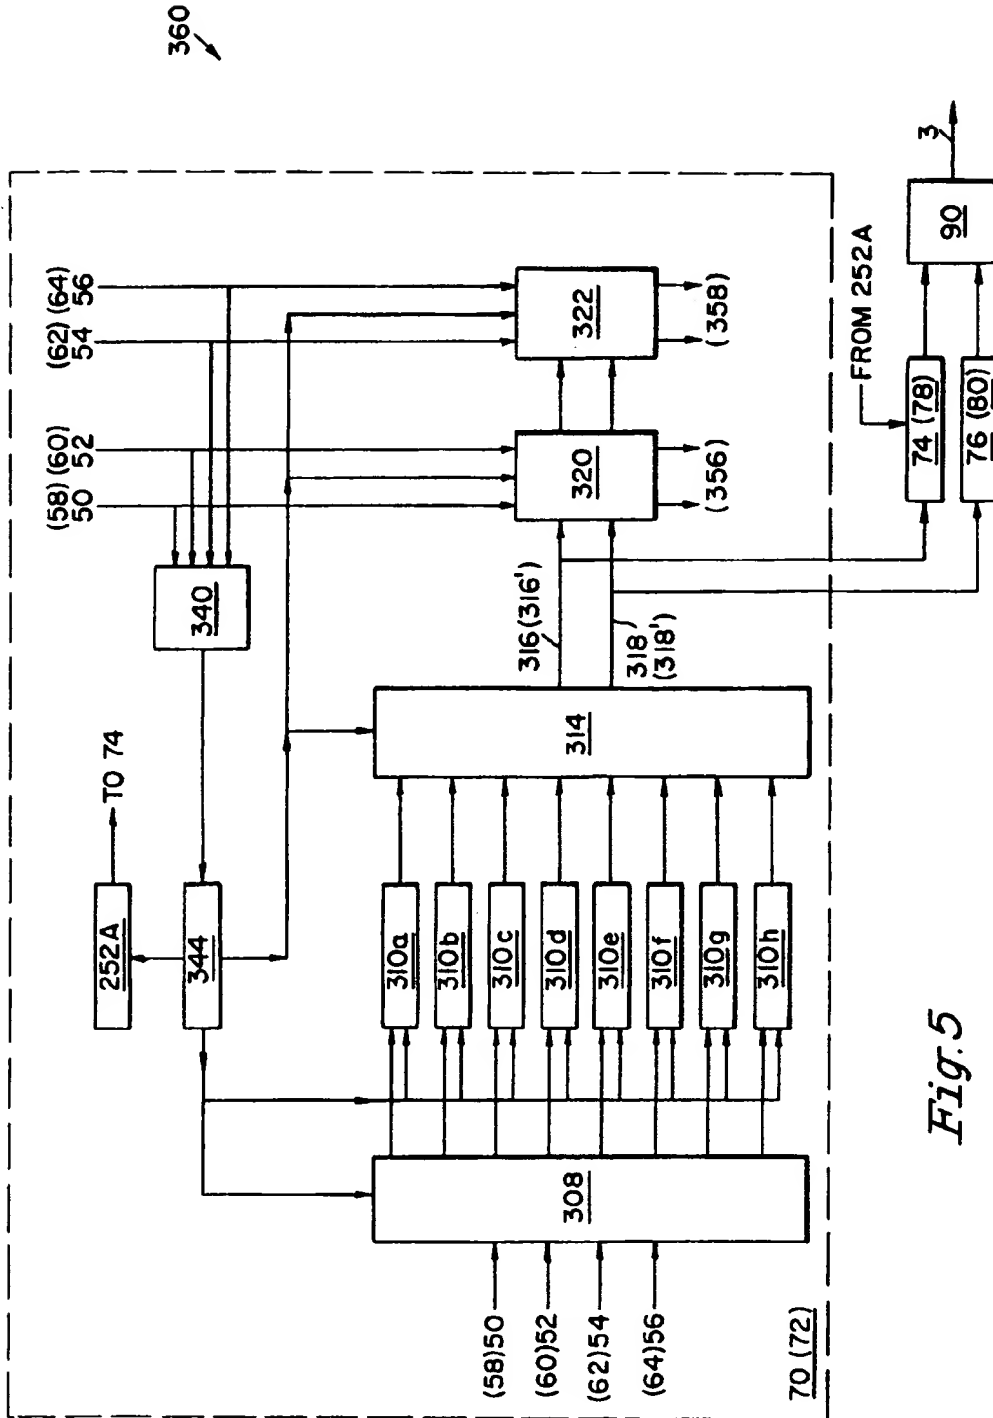 360
(58) (60)
50 52
(62) (64)
54 56
TO 74
252A
344
340
310a
310b
310c
310d
310e
310f
310g
310h
308
314
316 (316')
318
(318')
320
322
(356)
(358)
(58)50
(60)52
(62)54
(64)56
70 (72)
FROM 252A
74 (78)
76 (80)
90
3
Fig. 5